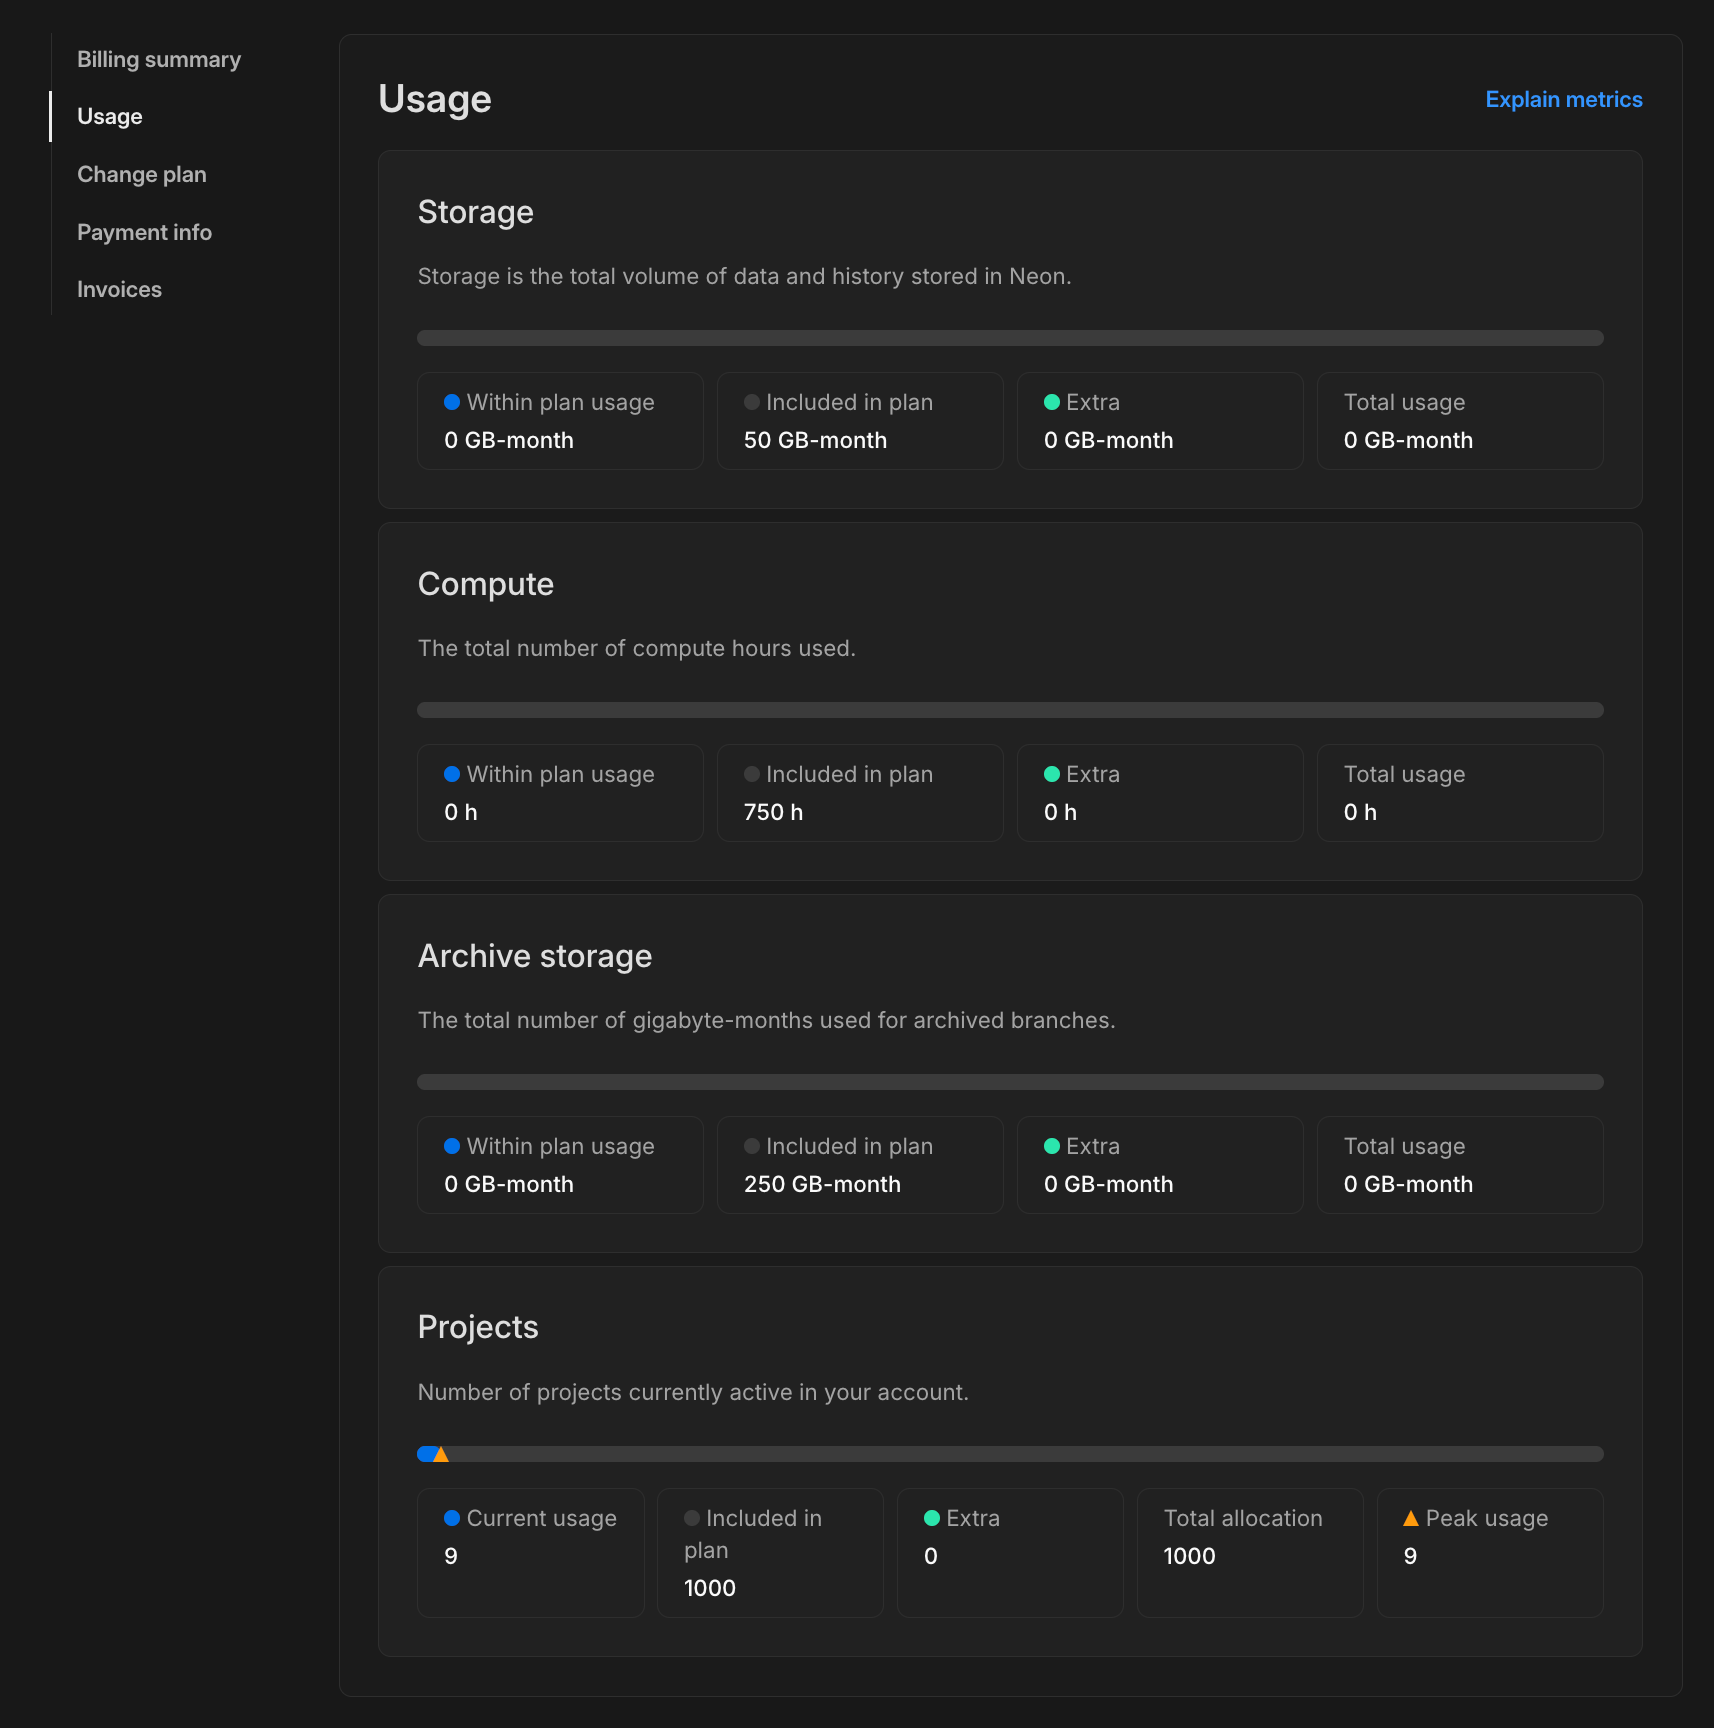 Billing summary
Usage
Change plan
Payment info
Invoices
Usage
Explain metrics
Storage
Storage is the total volume of data and history stored in Neon.
Within plan usage
0 GB-month
Included in plan
50 GB-month
Extra
0 GB-month
Total usage
0 GB-month
Compute
The total number of compute hours used.
Within plan usage
0 h
Included in plan
750 h
Extra
0 h
Total usage
0 h
Archive storage
The total number of gigabyte-months used for archived branches.
Within plan usage
0 GB-month
Included in plan
250 GB-month
Extra
0 GB-month
Total usage
0 GB-month
Projects
Number of projects currently active in your account.
Current usage
9
Included in
plan
1000
Extra
0
Total allocation
1000
Peak usage
9